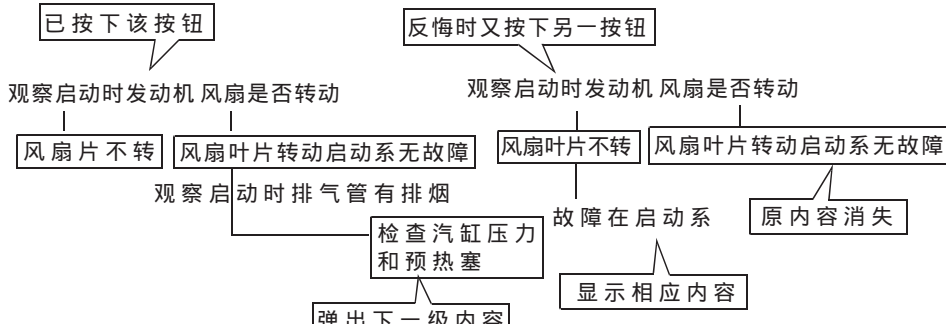 已按下该按钮
反悔时又按下另一按钮
观察启动时发动机 风扇是否转动
观察启动时发动机 风扇是否转动
风扇片不转
风扇叶片转动启动系无故障
风扇叶片不转
风扇叶片转动启动系无故障
观察启动时排气管有排烟
故障在启动系
原内容消失
检查汽缸压力
和预热塞
显示相应内容
弹出下一级内容